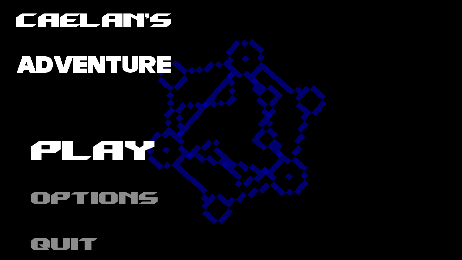 CAELAN'S
ADVENTURE
PLAY
OPTIONS
QUIT